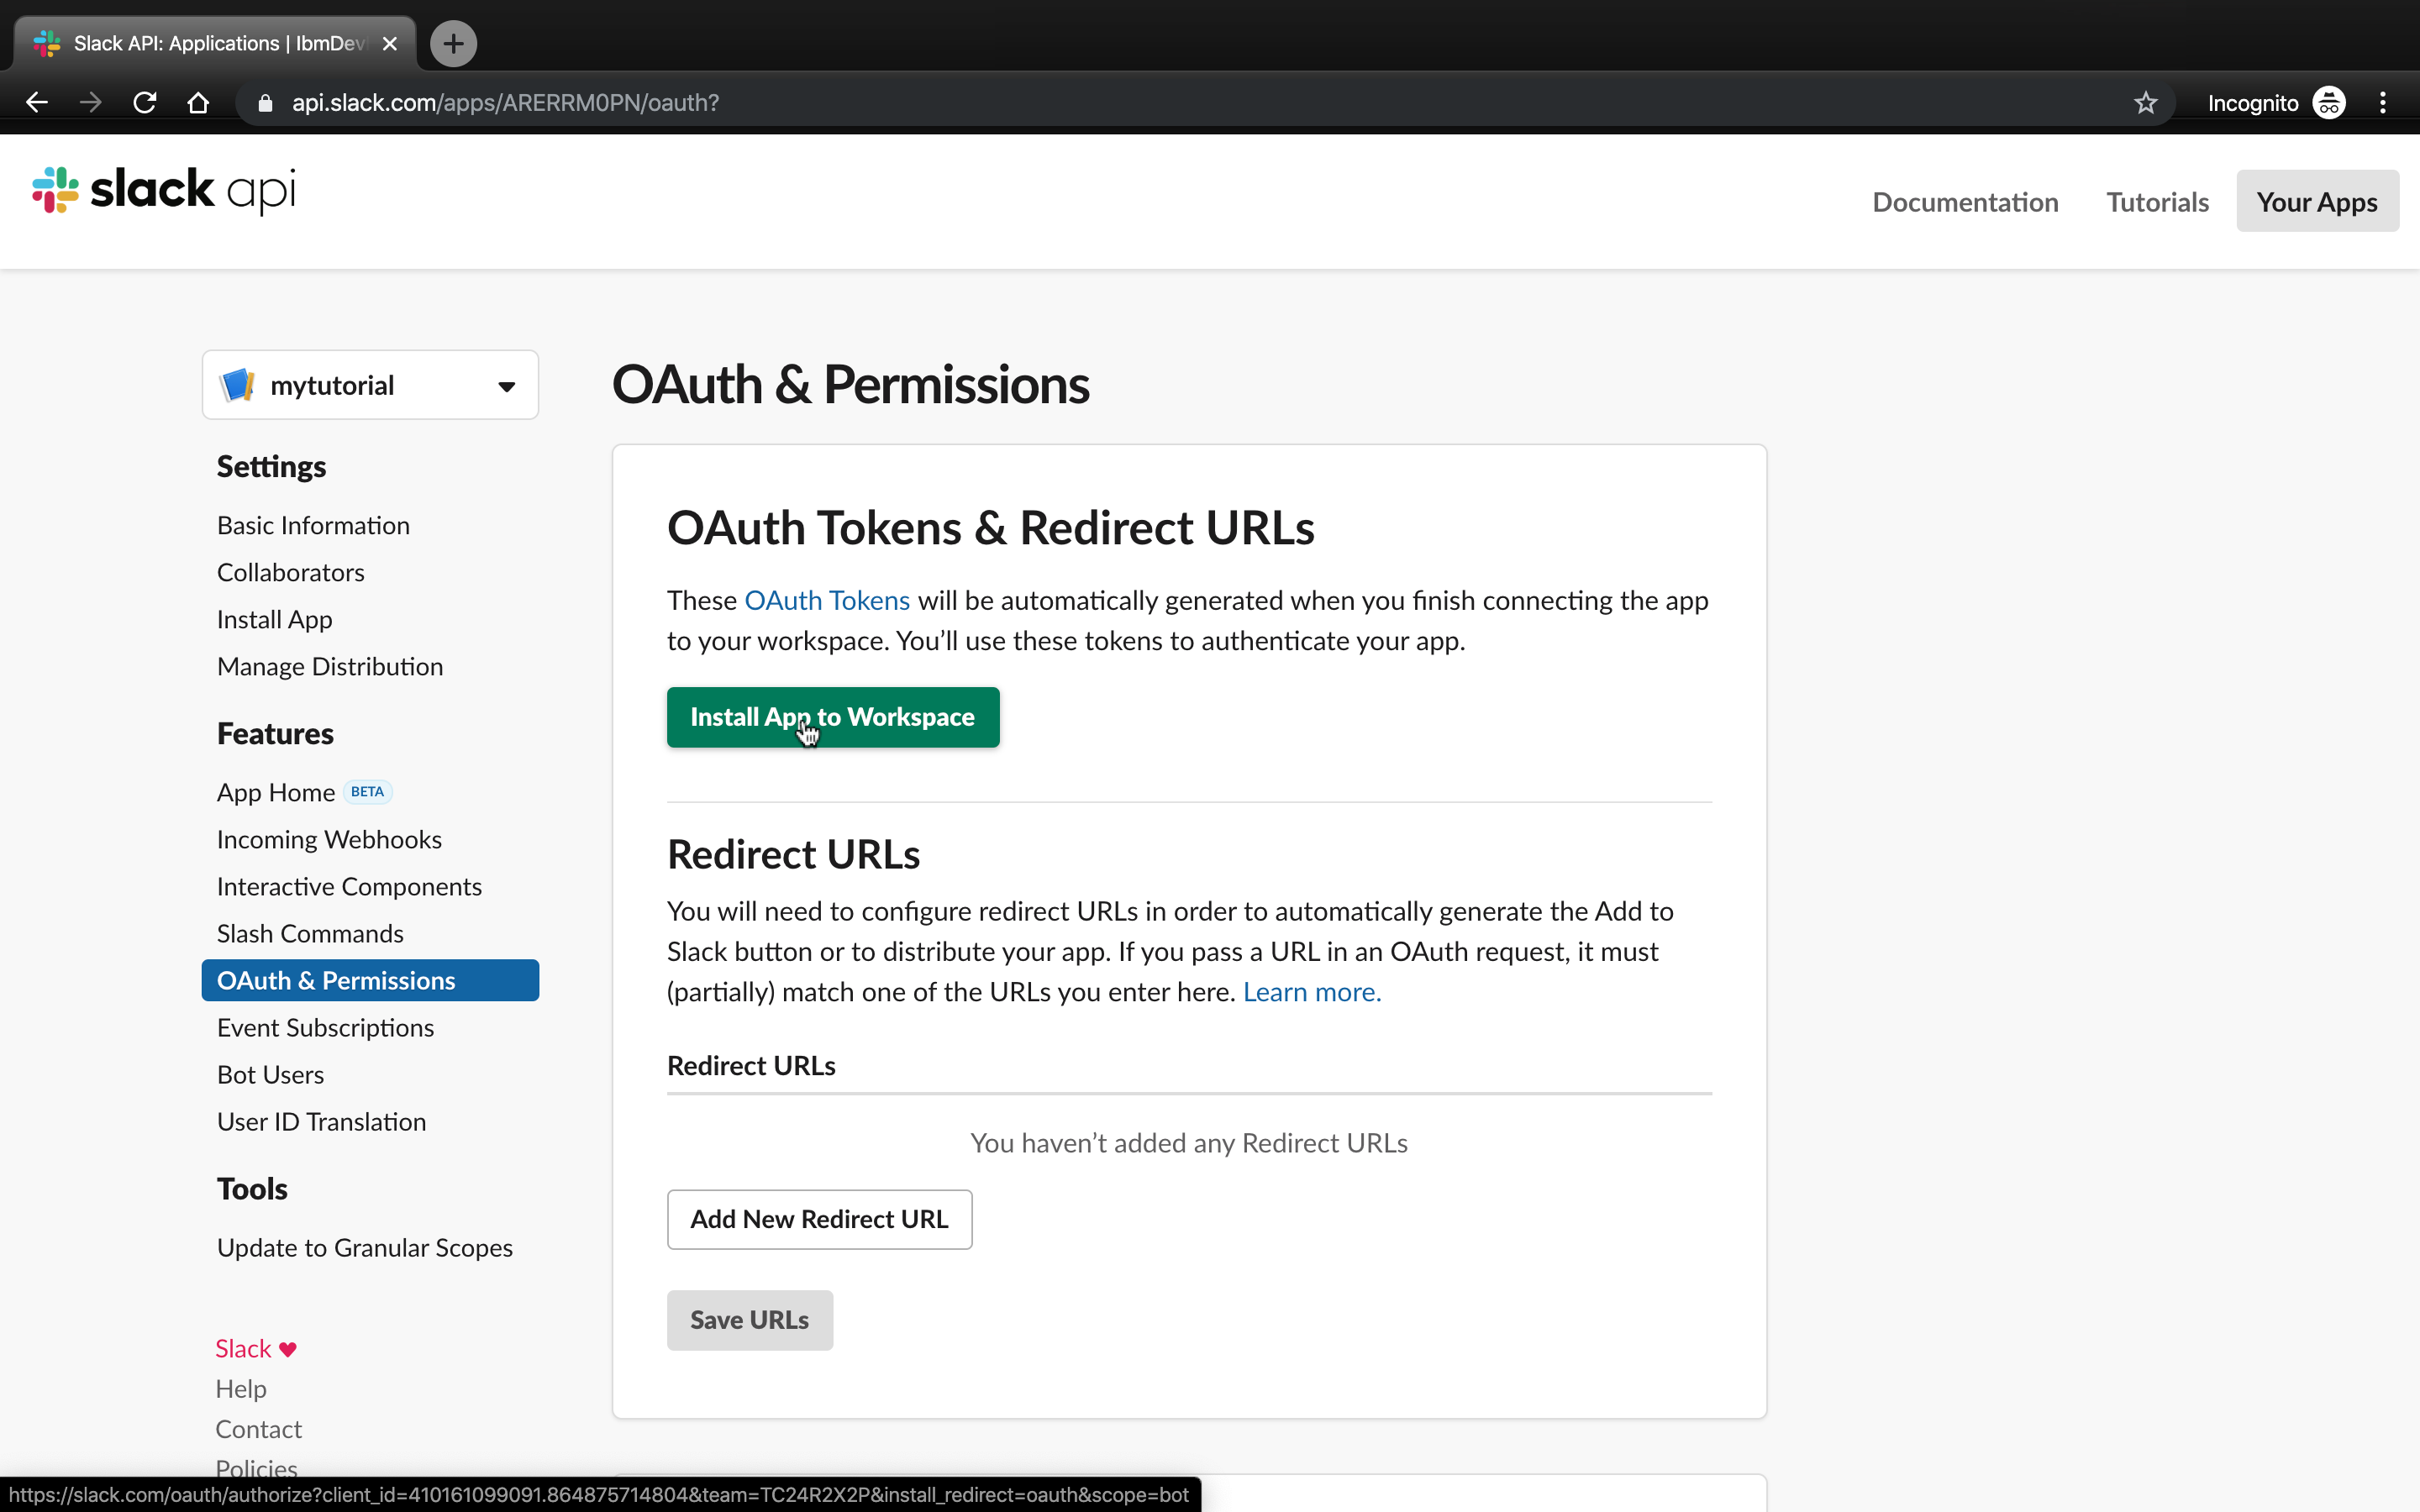 Slack API: Applications | IbmDev
api.slack.com/apps/ARERRM0PN/oauth?
Incognito
slack api
Documentation
Tutorials
Your Apps
mytutorial
Settings
Basic Information
Collaborators
Install App
Manage Distribution
Features
App Home BETA
Incoming Webhooks
Interactive Components
Slash Commands
OAuth & Permissions
Event Subscriptions
Bot Users
User ID Translation
Tools
Update to Granular Scopes
Slack
Help
Contact
Policies
OAuth & Permissions
OAuth Tokens & Redirect URLs
These OAuth Tokens will be automatically generated when you finish connecting the app
to your workspace. You’ll use these tokens to authenticate your app.
Install App to Workspace
Redirect URLs
You will need to configure redirect URLs in order to automatically generate the Add to
Slack button or to distribute your app. If you pass a URL in an OAuth request, it must
(partially) match one of the URLs you enter here. Learn more.
Redirect URLs
You haven’t added any Redirect URLs
Add New Redirect URL
Save URLs
https://slack.com/oauth/authorize?client_id=410161099091.864875714804&team=TC24R2X2P&install_redirect=oauth&scope=bot